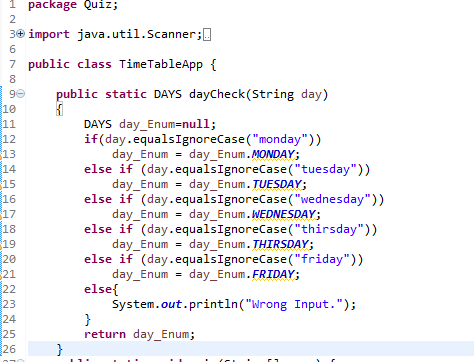 1 package Quiz;
2
3 import java.util.Scanner;
6
7 public class TimeTableApp {
8
9 public static DAYS dayCheck(String day)
10 {
11 DAYS day_Enum=null;
12 if(day.equalsIgnoreCase("monday"))
13 day_Enum = day_Enum.MONDAY;
14 else if (day.equalsIgnoreCase("tuesday"))
15 day_Enum = day_Enum.TUESDAY;
16 else if (day.equalsIgnoreCase("wednesday"))
17 day_Enum = day_Enum.WEDNESDAY;
18 else if (day.equalsIgnoreCase("thirsday"))
19 day_Enum = day_Enum.THIRSDAY;
20 else if (day.equalsIgnoreCase("friday"))
21 day_Enum = day_Enum.FRIDAY;
22 else{
23 System.out.println("Wrong Input.");
24 }
25 return day_Enum;
26 }